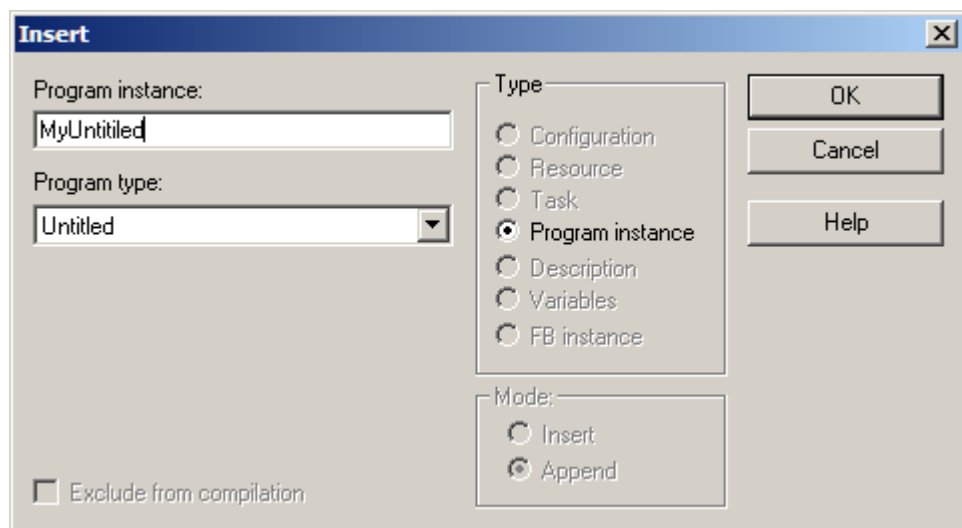 Insert
Program instance:
MyUntitiled
Program type:
Untitled
Exclude from compilation
Type
Configuration
Resource
Task
Program instance
Description
Variables
FB instance
Mode:
Insert
Append
OK
Cancel
Help